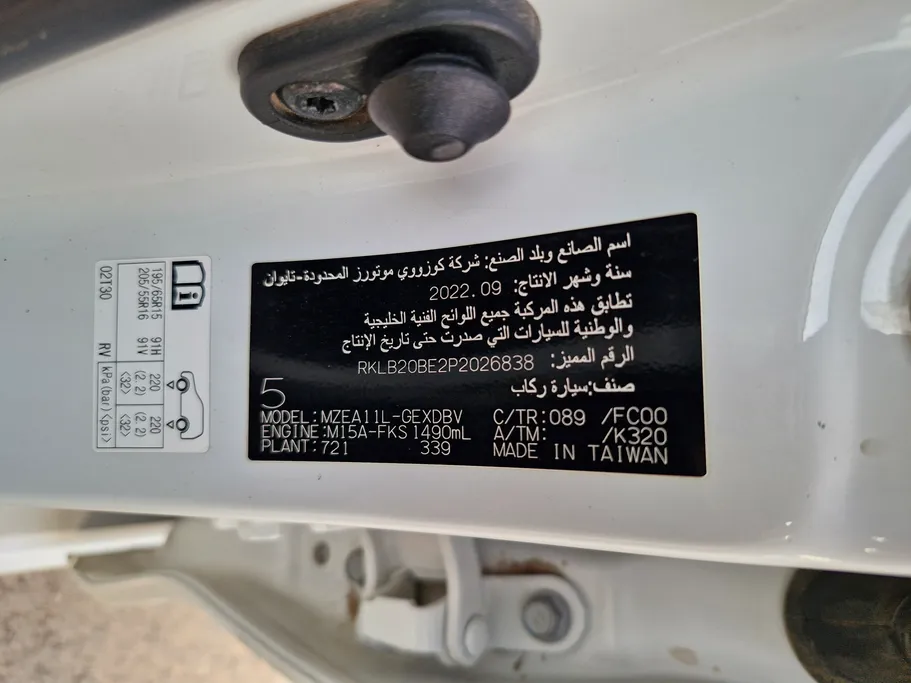 اسم الصانع وبلد الصنع: شركة كوزووي موتورز المحدودة-تايوان
سنة وشهر الانتاج: 2022.09
تطابق هذه المركبة جميع اللوائح الفنية الخليجية
والوطنية للسيارات التي صدرت حتى تاريخ الإنتاج
الرقم المميز: RKLB20BE2P2026838
صنف:سيارة ركاب
5
MODEL:MZEA11L-GEXDBV C/TR:089 /FC00
ENGINE:M15A-FKS 1490mL A/TM: /K320
PLANT:721 339 MADE IN TAIWAN
195/65R15 91H 220 (2.2) <32> 220 (2.2) <32>
205/55R16 91V
02T30 RV kPa(bar)<psi>